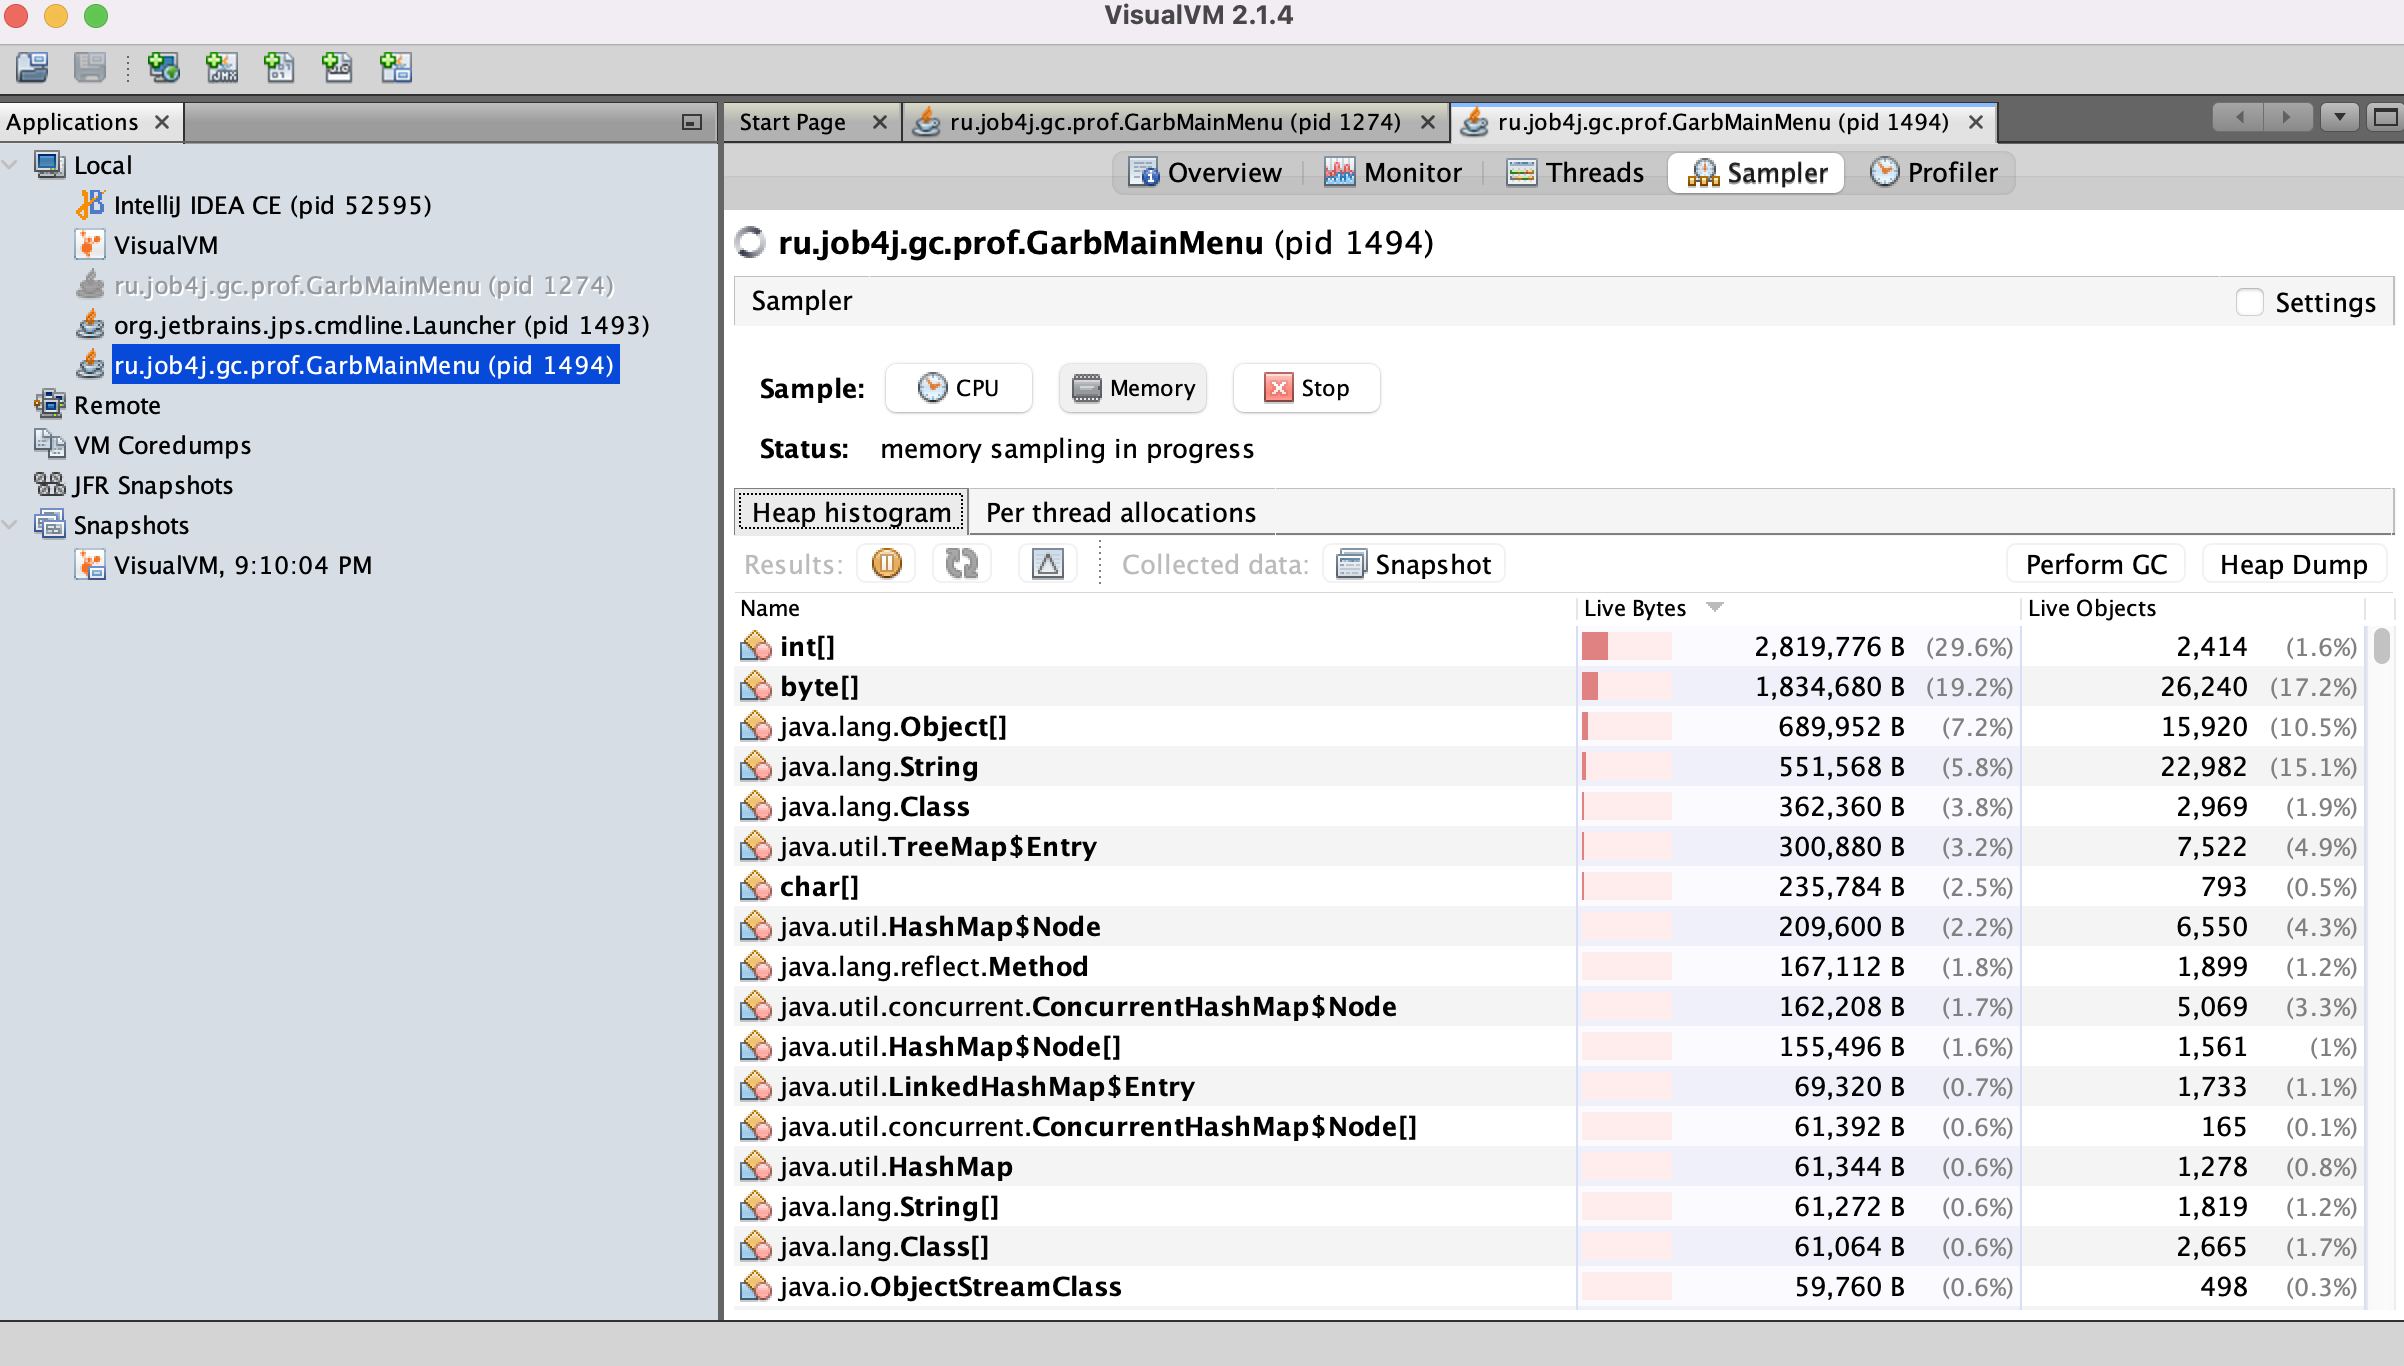 VisualVM 2.1.4
Applications
Local
IntelliJ IDEA CE (pid 52595)
VisualVM
ru.job4j.gc.prof.GarbMainMenu (pid 1274)
org.jetbrains.jps.cmdline.Launcher (pid 1493)
ru.job4j.gc.prof.GarbMainMenu (pid 1494)
Remote
VM Coredumps
JFR Snapshots
Snapshots
VisualVM, 9:10:04 PM
Start Page ru.job4j.gc.prof.GarbMainMenu (pid 1274) ru.job4j.gc.prof.GarbMainMenu (pid 1494)
Overview Monitor Threads Sampler Profiler
ru.job4j.gc.prof.GarbMainMenu (pid 1494)
Sampler Settings
Sample: CPU Memory Stop
Status: memory sampling in progress
Heap histogram Per thread allocations
Results: Collected data: Snapshot Perform GC Heap Dump
Name Live Bytes Live Objects
int[] 2,819,776 B (29.6%) 2,414 (1.6%)
byte[] 1,834,680 B (19.2%) 26,240 (17.2%)
java.lang.Object[] 689,952 B (7.2%) 15,920 (10.5%)
java.lang.String 551,568 B (5.8%) 22,982 (15.1%)
java.lang.Class 362,360 B (3.8%) 2,969 (1.9%)
java.util.TreeMap$Entry 300,880 B (3.2%) 7,522 (4.9%)
char[] 235,784 B (2.5%) 793 (0.5%)
java.util.HashMap$Node 209,600 B (2.2%) 6,550 (4.3%)
java.lang.reflect.Method 167,112 B (1.8%) 1,899 (1.2%)
java.util.concurrent.ConcurrentHashMap$Node 162,208 B (1.7%) 5,069 (3.3%)
java.util.HashMap$Node[] 155,496 B (1.6%) 1,561 (1%)
java.util.LinkedHashMap$Entry 69,320 B (0.7%) 1,733 (1.1%)
java.util.concurrent.ConcurrentHashMap$Node[] 61,392 B (0.6%) 165 (0.1%)
java.util.HashMap 61,344 B (0.6%) 1,278 (0.8%)
java.lang.String[] 61,272 B (0.6%) 1,819 (1.2%)
java.lang.Class[] 61,064 B (0.6%) 2,665 (1.7%)
java.io.ObjectStreamClass 59,760 B (0.6%) 498 (0.3%)